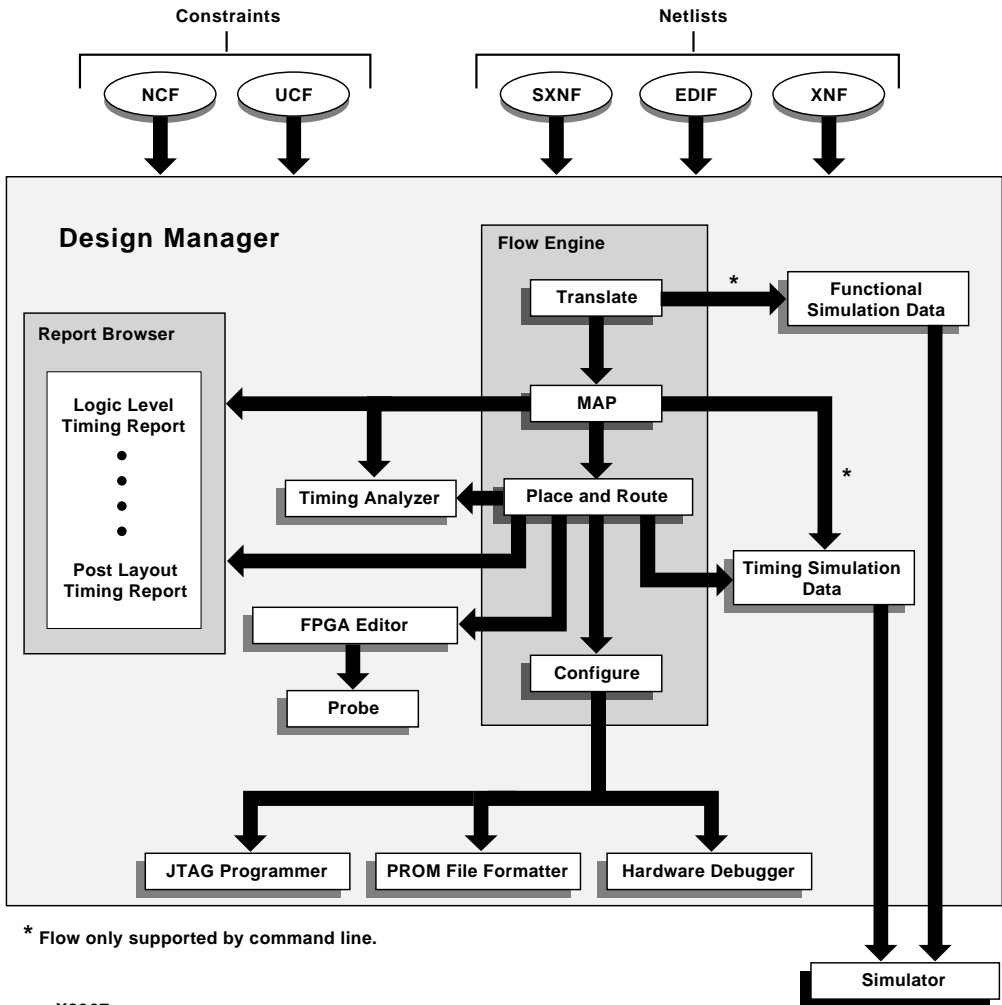 Constraints
Netlists
NCF
UCF
SXNF
EDIF
XNF
Design Manager
Flow Engine
Translate
*
Functional
Simulation Data
Report Browser
Logic Level
Timing Report
MAP
*
Timing Analyzer
Place and Route
Post Layout
Timing Report
Timing Simulation
Data
FPGA Editor
Configure
Probe
JTAG Programmer
PROM File Formatter
Hardware Debugger
* Flow only supported by command line.
Simulator